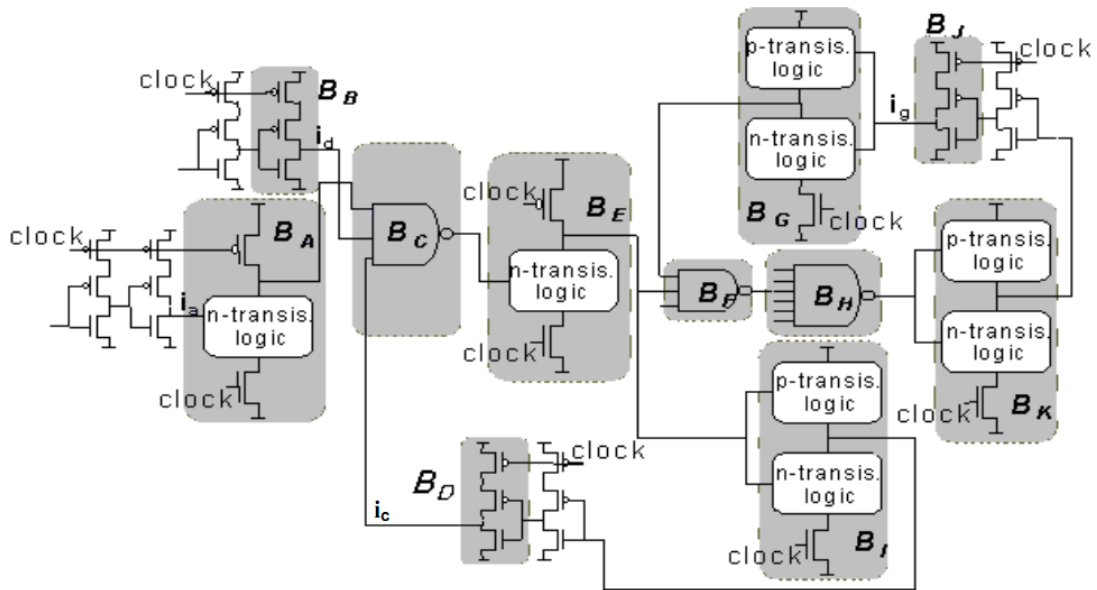 clock
B_B
i_d
clock
B_A
i_a
n-transis.
logic
clock
B_C
clock
B_E
n-transis.
logic
clock
p-transis.
logic
n-transis.
logic
B_G
clock
i_g
B_J
clock
B_F
B_H
p-transis.
logic
n-transis.
logic
clock
B_K
p-transis.
logic
n-transis.
logic
clock
B_I
B_D
clock
i_c